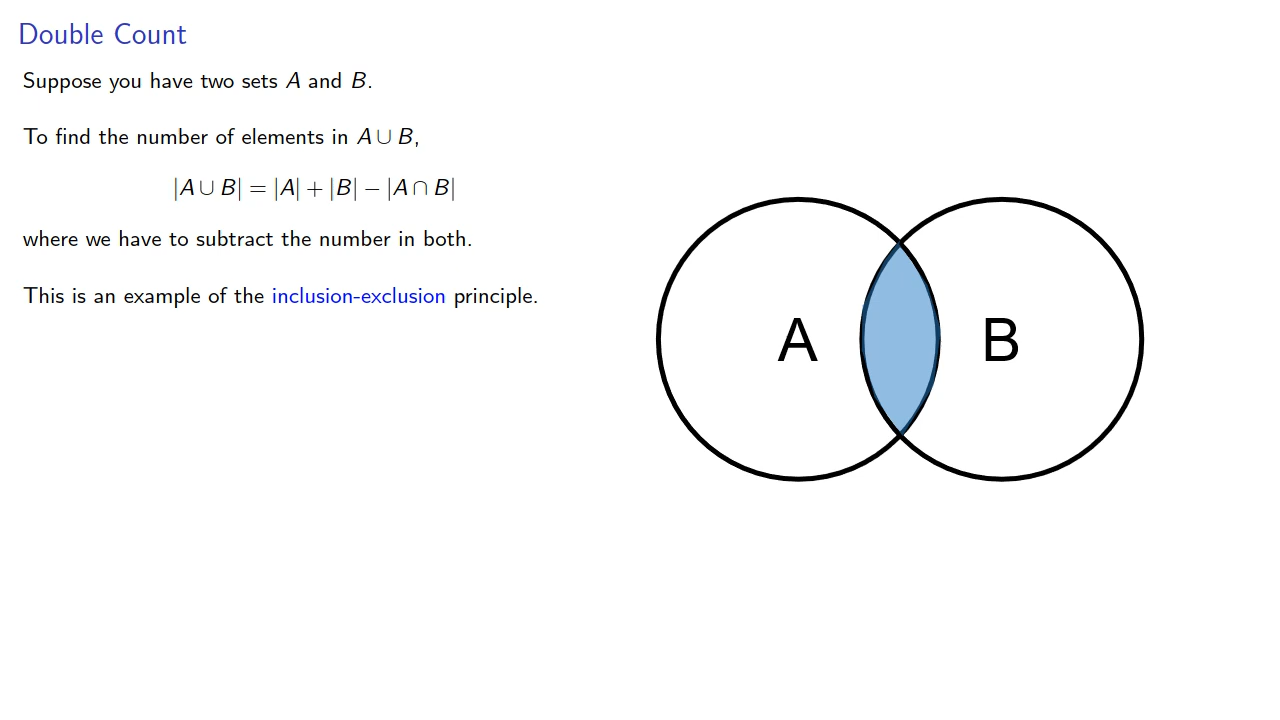 Double Count
Suppose you have two sets A and B.
To find the number of elements in A ∪ B,
|A ∪ B| = |A| + |B| − |A ∩ B|
where we have to subtract the number in both.
This is an example of the inclusion-exclusion principle.
A
B